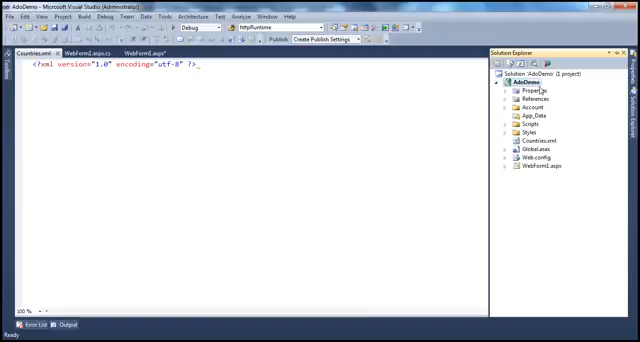 AdoDemo - Microsoft Visual Studio (Administrator)
File Edit View Project Build Debug Team Data Tools Architecture Test Analyze Window Help
Debug httpRuntime
Publish: Create Publish Settings
Countries.xml WebForm1.aspx.cs WebForm1.aspx*
<?xml version="1.0" encoding="utf-8" ?>
Solution Explorer
Solution 'AdoDemo' (1 project)
AdoDemo
Properties
References
Account
App_Data
Scripts
Styles
Countries.xml
Global.asax
Web.config
WebForm1.aspx
Toolbox
Properties
Solution Explorer
100 %
Error List Output
Ready